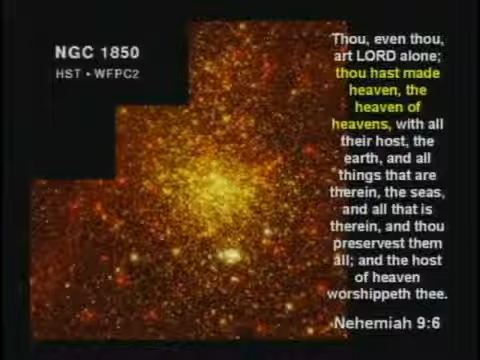 NGC 1850
HST • WFPC2
Thou, even thou,
art LORD alone;
thou hast made
heaven, the
heaven of
heavens, with all
their host, the
earth, and all
things that are
therein, the seas,
and all that is
therein, and thou
preservest them
all; and the host
of heaven
worshippeth thee.
Nehemiah 9:6